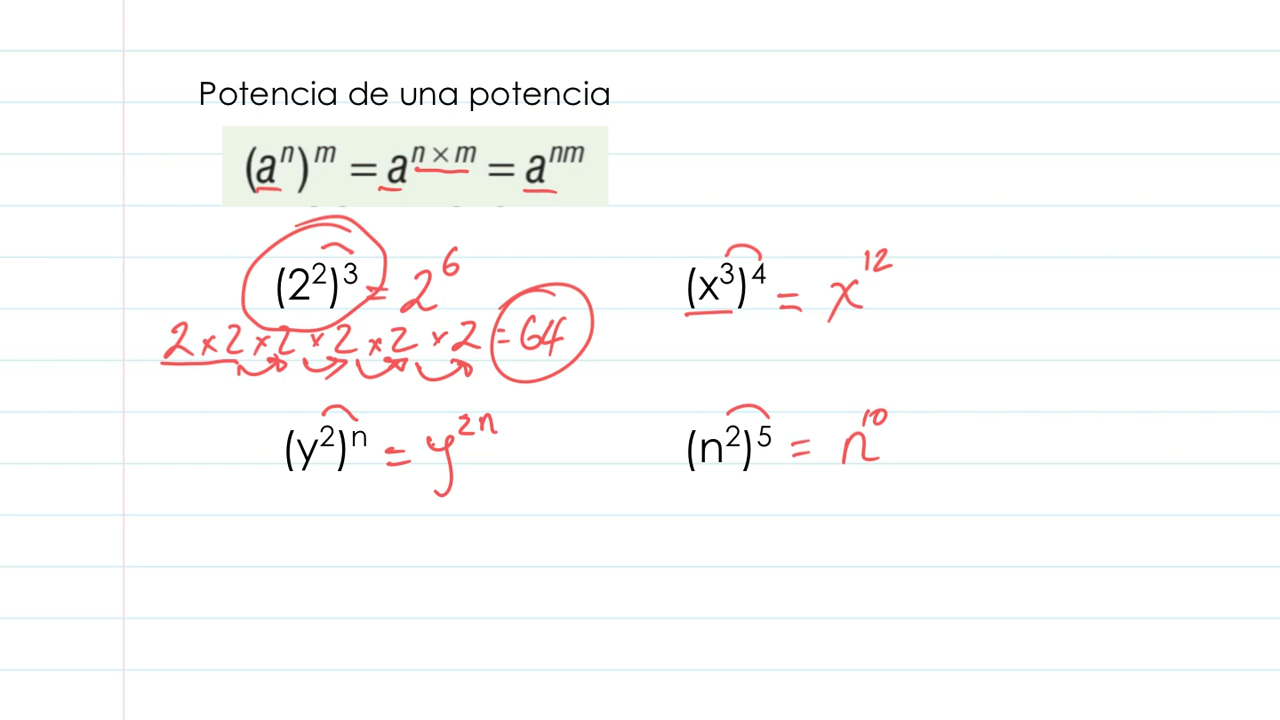 Potencia de una potencia
(aⁿ)ᵐ = aⁿ ˣ ᵐ = aⁿᵐ
(2²)³ = 2⁶
2 × 2 × 2 × 2 × 2 × 2 = 64
(x³)⁴ = x¹²
(y²)ⁿ = y²ⁿ
(n²)⁵ = n¹⁰